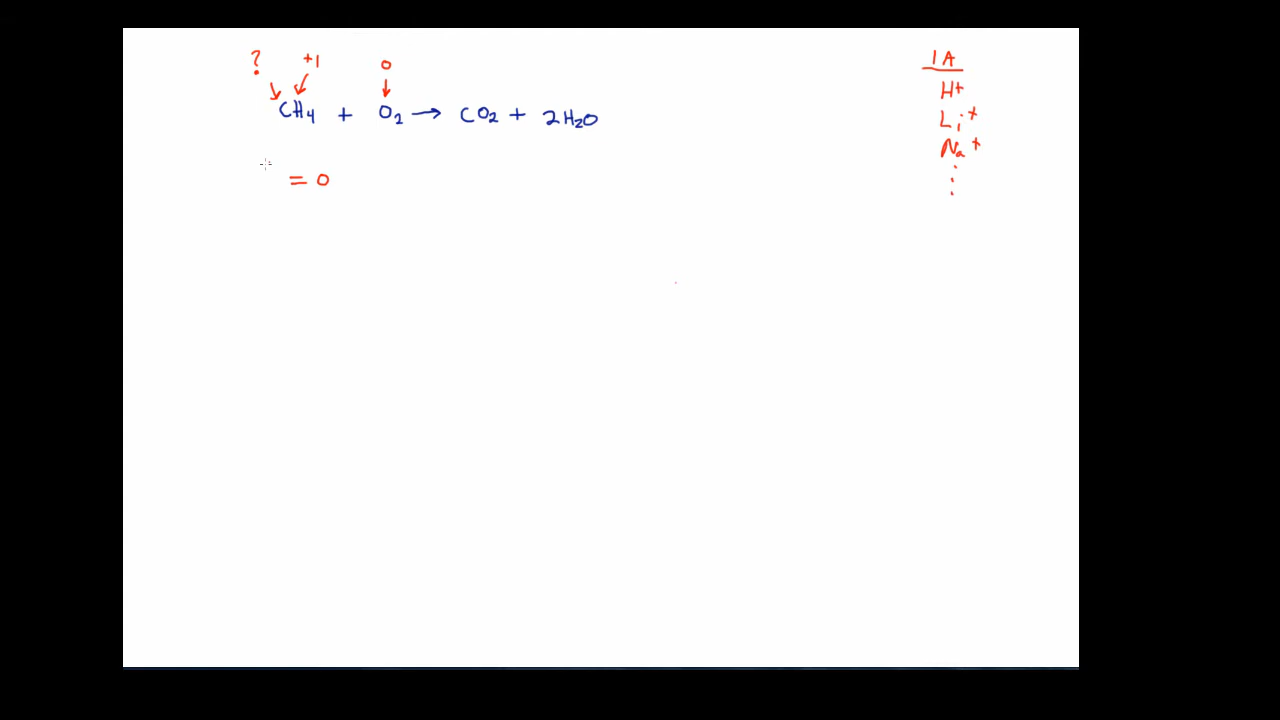 ? +1 0
CH4 + O2 → CO2 + 2H2O
= 0
1A
H+
Li+
Na+
⋮